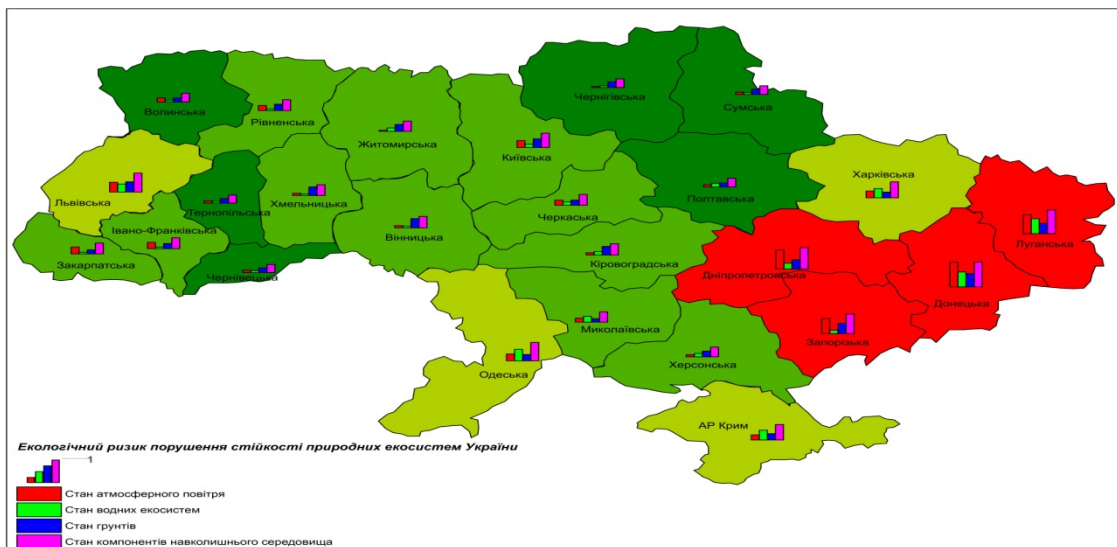 Чернігівська
Сумська
Волинська
Рівненська
Житомирська
Київська
Харківська
Львівська
Тернопільська
Хмельницька
Черкаська
Полтавська
Івано-Франківська
Вінницька
Луганська
Закарпатська
Чернівецька
Кіровоградська
Дніпропетровська
Донецька
Миколаївська
Запорізька
Одеська
Херсонська
АР Крим
Екологічний ризик порушення стійкості природних екосистем України
1
Стан атмосферного повітря
Стан водних екосистем
Стан грунтів
Стан компонентів навколишнього середовища